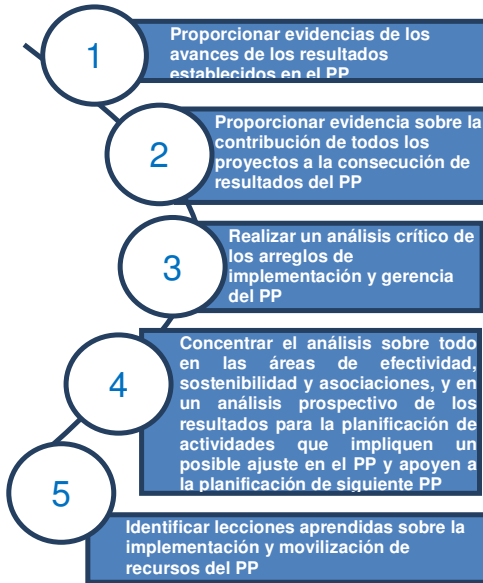 1
Proporcionar evidencias de los
avances de los resultados
establecidos en el PP
2
Proporcionar evidencia sobre la
contribución de todos los
proyectos a la consecución de
resultados del PP
3
Realizar un análisis crítico de
los arreglos de
implementación y gerencia
del PP
4
Concentrar el análisis sobre todo
en las áreas de efectividad,
sostenibilidad y asociaciones, y en
un análisis prospectivo de los
resultados para la planificación de
actividades que impliquen un
posible ajuste en el PP y apoyen a
la planificación de siguiente PP
5
Identificar lecciones aprendidas sobre la
implementación y movilización de
recursos del PP